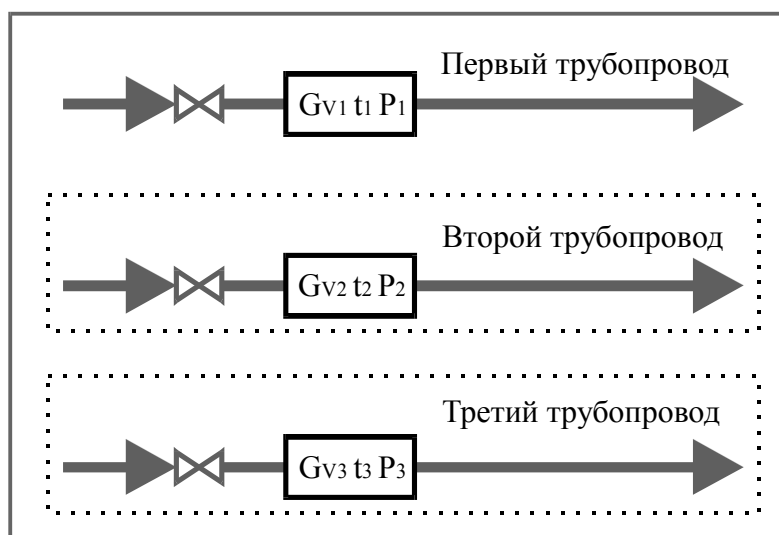 Первый трубопровод
Gv1 t1 P1
Второй трубопровод
Gv2 t2 P2
Третий трубопровод
Gv3 t3 P3